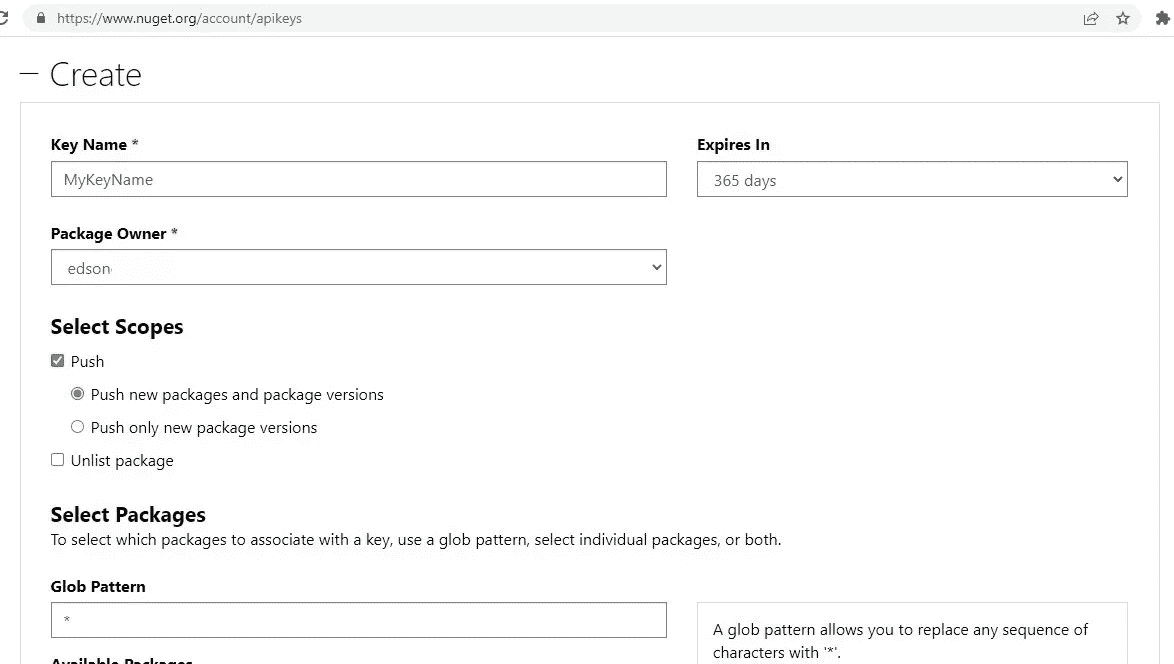 https://www.nuget.org/account/apikeys
— Create
Key Name *
Expires In
MyKeyName
365 days
Package Owner *
edson
Select Scopes
Push
Push new packages and package versions
Push only new package versions
Unlist package
Select Packages
To select which packages to associate with a key, use a glob pattern, select individual packages, or both.
Glob Pattern
*
A glob pattern allows you to replace any sequence of
characters with '*'.
Available Packages